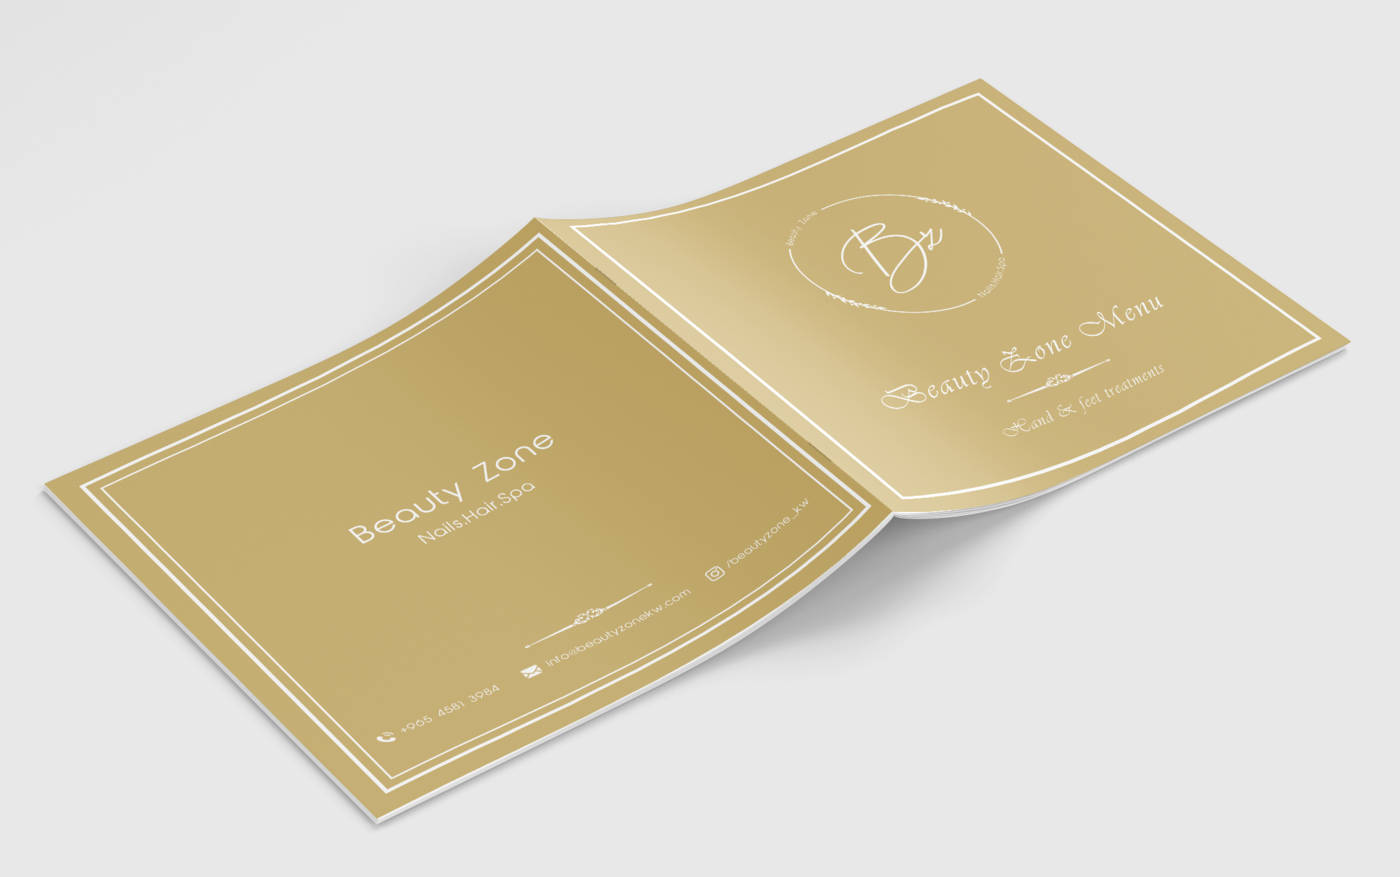 Beauty Zone
Nails.Hair.Spa
+965 4581 3984
info@beautyzonekw.com
/beautyzone_kw
Beauty Zone
Bz
Nails.Hair.Spa
Beauty Zone Menu
Hand & feet treatments